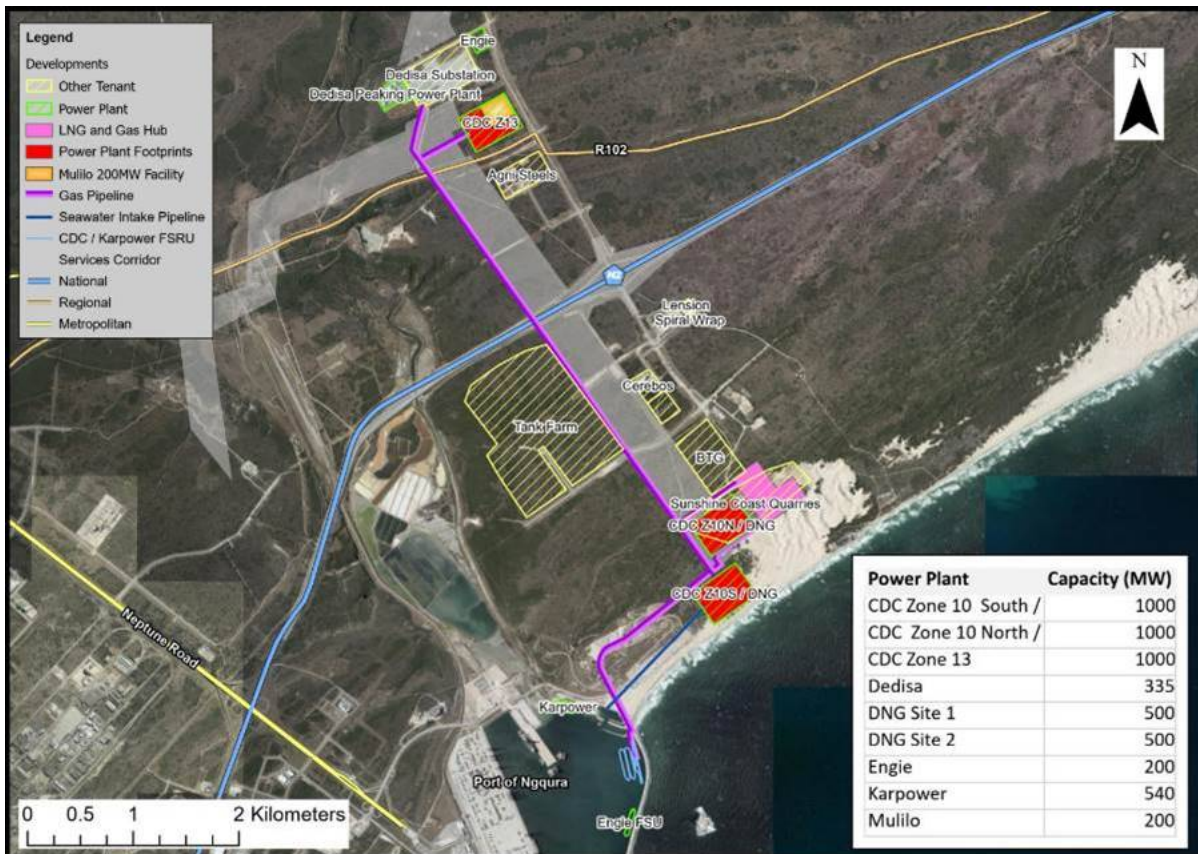 Legend
Developments
Other Tenant
Power Plant
LNG and Gas Hub
Power Plant Footprints
Mulilo 200MW Facility
Gas Pipeline
Seawater Intake Pipeline
CDC / Karpower FSRU
Services Corridor
National
Regional
Metropolitan
Engie
Dedisa Substation
Dedisa Peaking Power Plant
CDC Z13
R102
Agni Steels
N2
Lension
Spiral Wrap
Cerebos
Tank Farm
BTG
Sunshine Coast Quarries
CDC Z10N / DNG
CDC Z10S / DNG
Neptune Road
Karpower
Port of Ngqura
Engie FSU
N
0 0.5 1 2 Kilometers
Power Plant Capacity (MW)
CDC Zone 10 South / 1000
CDC Zone 10 North / 1000
CDC Zone 13 1000
Dedisa 335
DNG Site 1 500
DNG Site 2 500
Engie 200
Karpower 540
Mulilo 200